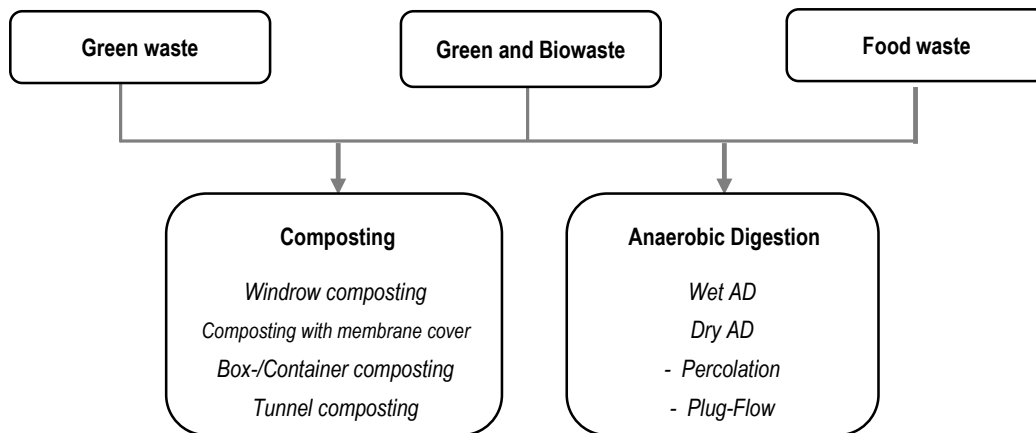 Green waste
Green and Biowaste
Food waste
Composting
Windrow composting
Composting with membrane cover
Box-/Container composting
Tunnel composting
Anaerobic Digestion
Wet AD
Dry AD
- Percolation
- Plug-Flow